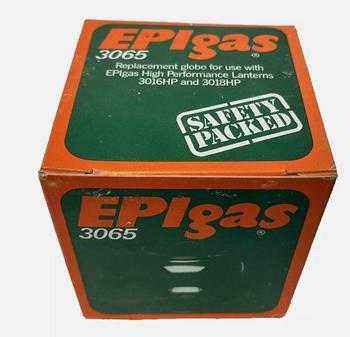 EPIgas®
3065
Replacement globe for use with
EPIgas High Performance Lanterns
3016HP and 3018HP
SAFETY
PACKED
EPIgas®
3065